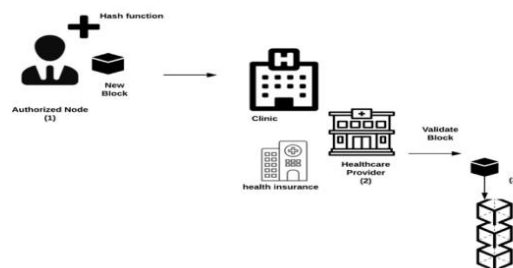 Hash function
New
Block
Authorized Node
(1)
H
Clinic
health insurance
Healthcare
Provider
(2)
Validate
Block
(